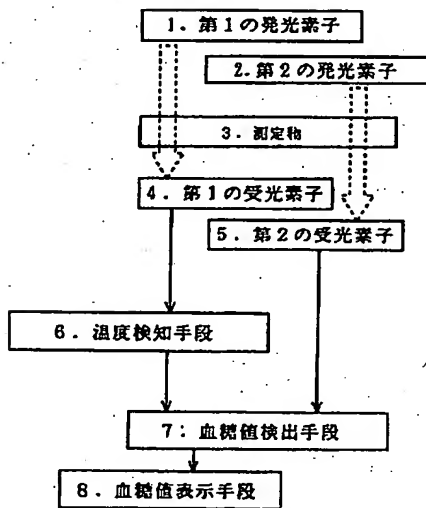 1．第1の発光素子
2．第2の発光素子
3．測定物
4．第1の受光素子
5．第2の受光素子
6．温度検知手段
7：血糖値検出手段
8．血糖値表示手段